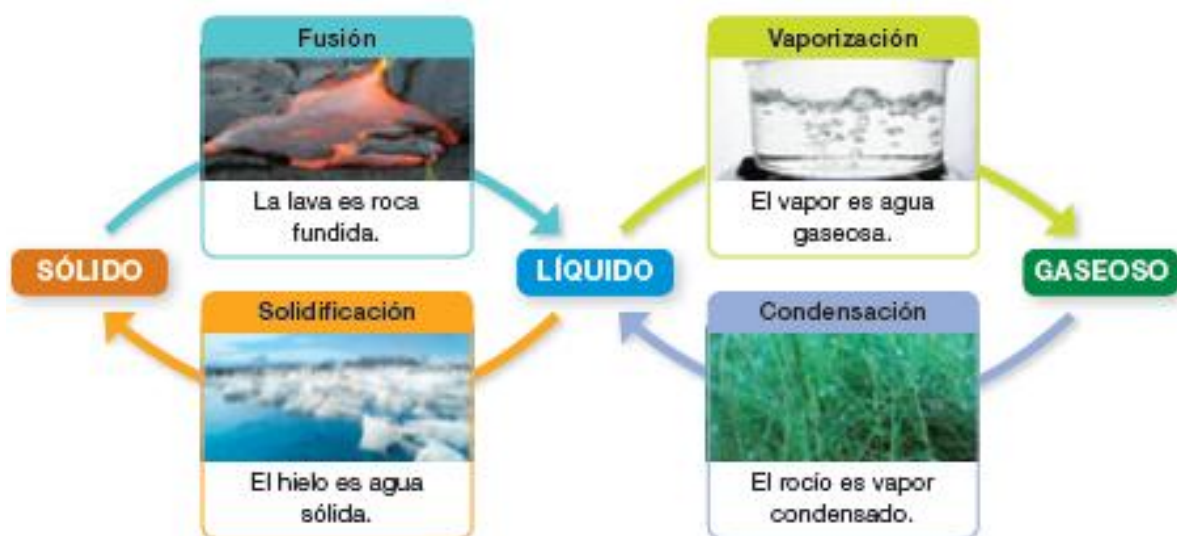 Fusión
La lava es roca
fundida.
Vaporización
El vapor es agua
gaseosa.
SÓLIDO
LÍQUIDO
GASEOSO
Solidificación
El hielo es agua
sólida.
Condensación
El rocío es vapor
condensado.